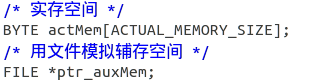 /* 实存空间 */
BYTE actMem[ACTUAL_MEMORY_SIZE];
/* 用文件模拟辅存空间 */
FILE *ptr_auxMem;